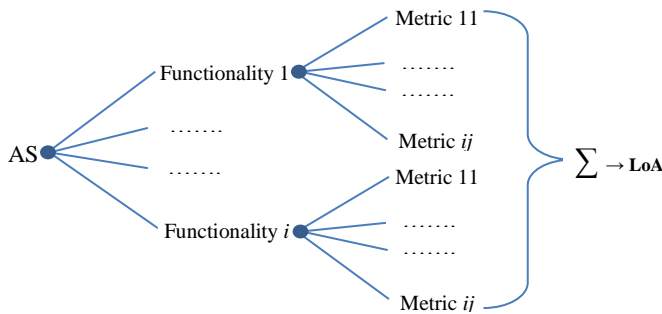 Metric 11
Functionality 1
.......
.......
Metric ij
AS
.......
.......
Metric 11
Functionality i
.......
.......
Metric ij
∑ → LoA